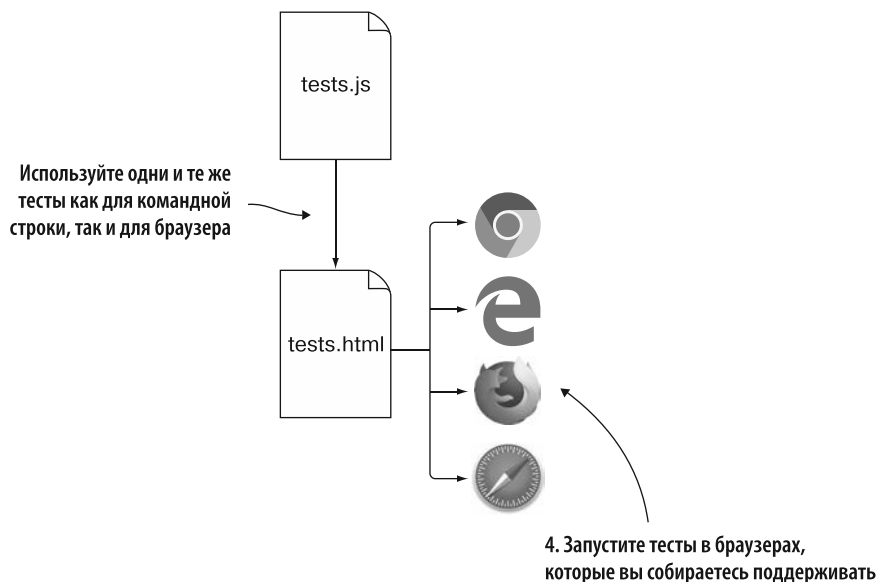 tests.js
Используйте одни и те же
тесты как для командной
строки, так и для браузера
tests.html
4. Запустите тесты в браузерах,
которые вы собираетесь поддерживать